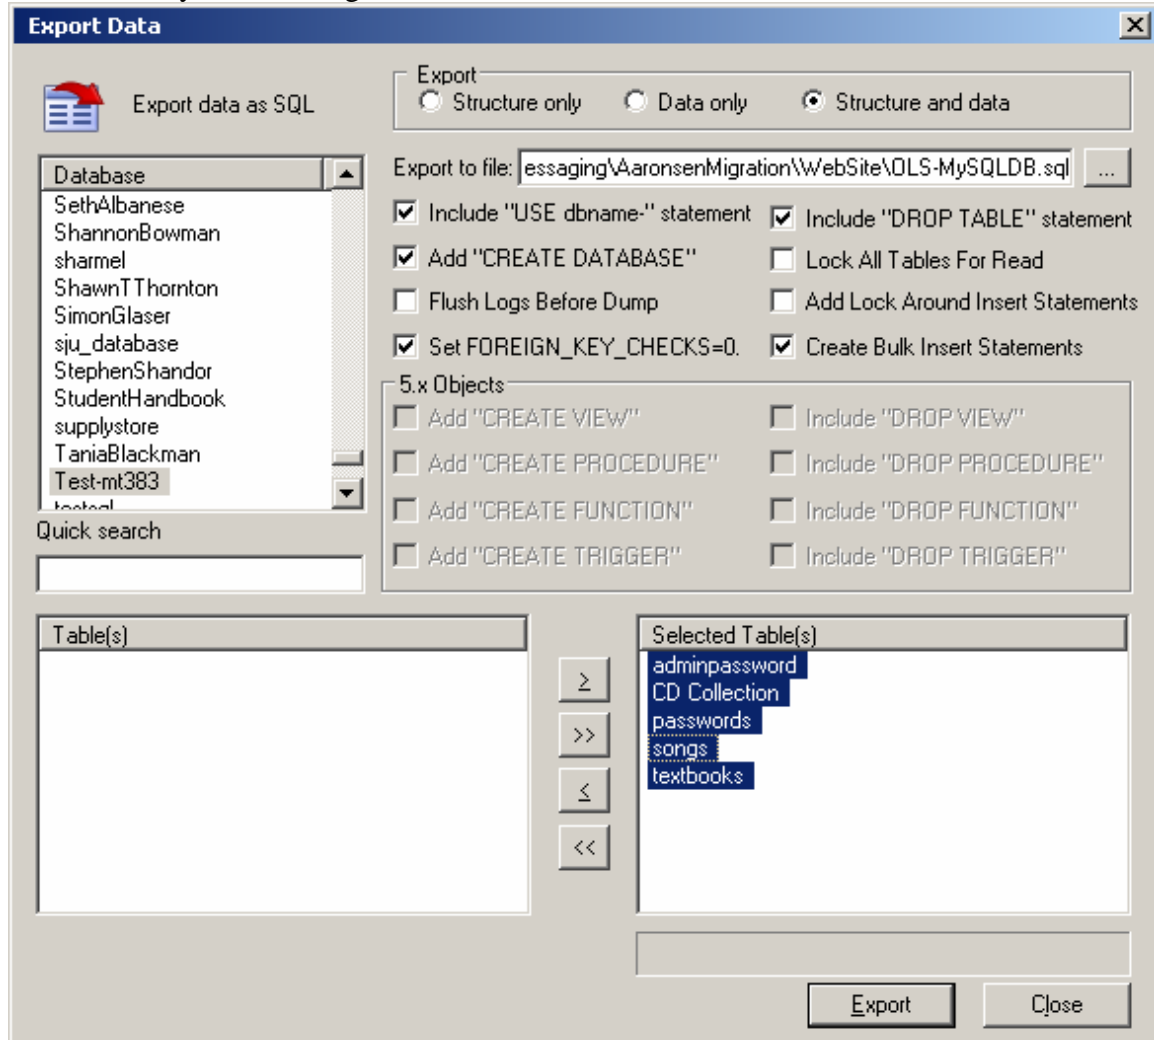 Export Data
Export data as SQL
Export
Structure only Data only Structure and data
Export to file: essaging\AaronsenMigration\WebSite\OLS-MySQLDB.sql ...
Database
SethAlbanese
ShannonBowman
sharmel
ShawnTThornton
SimonGlaser
sju_database
StephenShandor
StudentHandbook
supplystore
TaniaBlackman
Test-mt383
Quick search
Include "USE dbname-" statement Include "DROP TABLE" statement
Add "CREATE DATABASE" Lock All Tables For Read
Flush Logs Before Dump Add Lock Around Insert Statements
Set FOREIGN_KEY_CHECKS=0. Create Bulk Insert Statements
5.x Objects
Add "CREATE VIEW" Include "DROP VIEW"
Add "CREATE PROCEDURE" Include "DROP PROCEDURE"
Add "CREATE FUNCTION" Include "DROP FUNCTION"
Add "CREATE TRIGGER" Include "DROP TRIGGER"
Table(s)
>
>>
<
<<
Selected Table(s)
adminpassword
CD Collection
passwords
songs
textbooks
Export Close